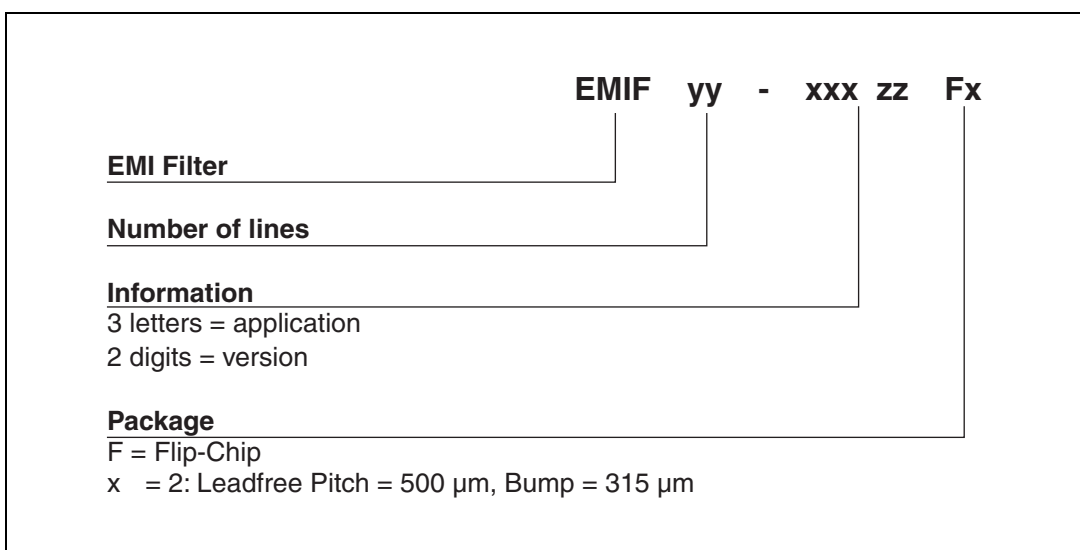 EMIF yy - xxx zz Fx
EMI Filter
Number of lines
Information
3 letters = application
2 digits = version
Package
F = Flip-Chip
x = 2: Leadfree Pitch = 500 µm, Bump = 315 µm